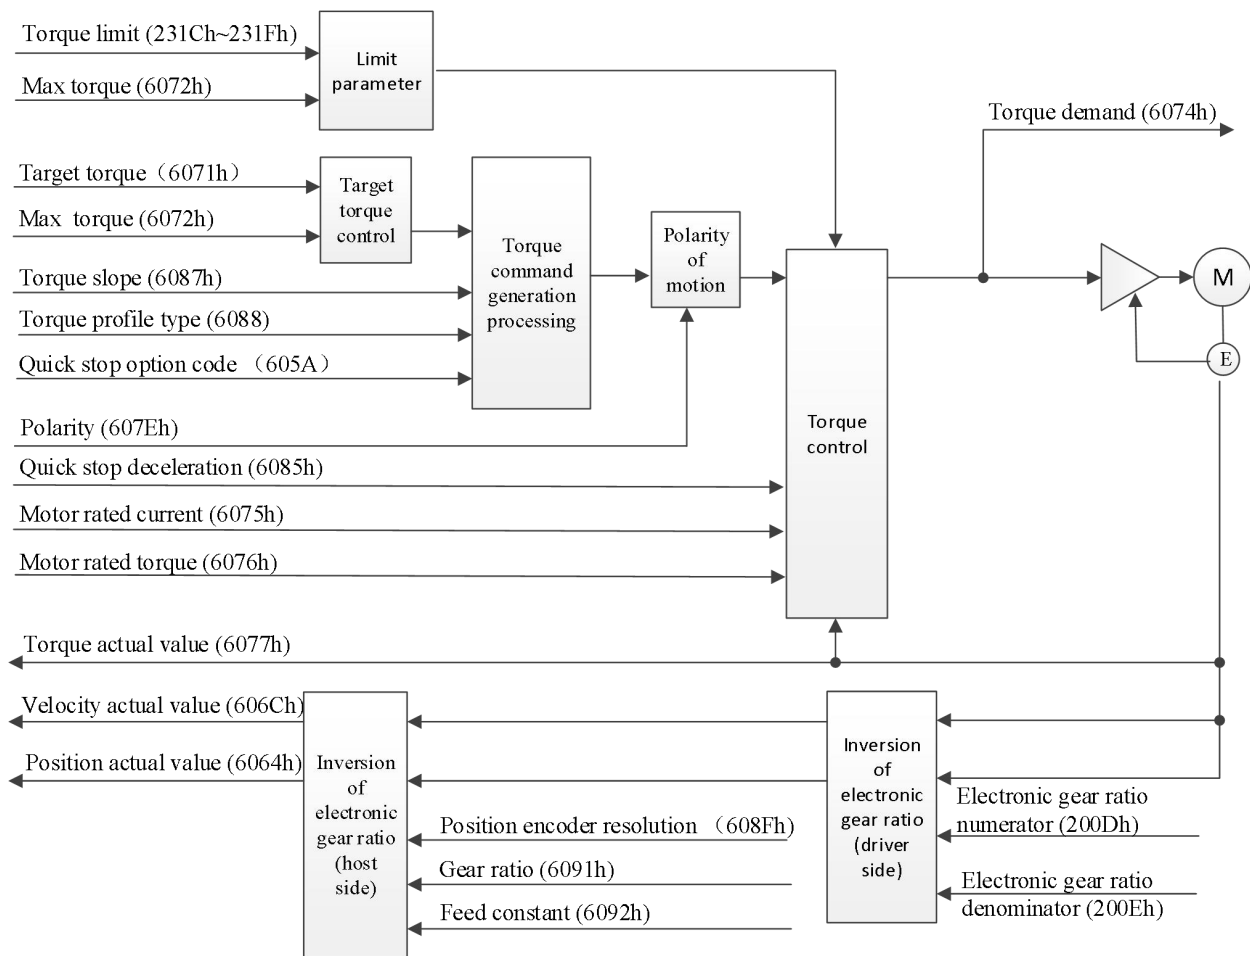 Torque limit (231Ch~231Fh)
Max torque (6072h)
Limit
parameter
Torque demand (6074h)
Target torque（6071h）
Max  torque (6072h)
Target
torque
control
Torque slope (6087h)
Torque profile type (6088)
Quick stop option code （605A）
Torque
command
generation
processing
Polarity
of
motion
M
E
Polarity (607Eh)
Quick stop deceleration (6085h)
Motor rated current (6075h)
Motor rated torque (6076h)
Torque
control
Torque actual value (6077h)
Velocity actual value (606Ch)
Position actual value (6064h)
Inversion
of
electronic
gear ratio
(host
side)
Position encoder resolution （608Fh)
Gear ratio (6091h)
Feed constant (6092h)
Inversion
of
electronic
gear ratio
(driver
side)
Electronic gear ratio
numerator (200Dh)
Electronic gear ratio
denominator (200Eh)